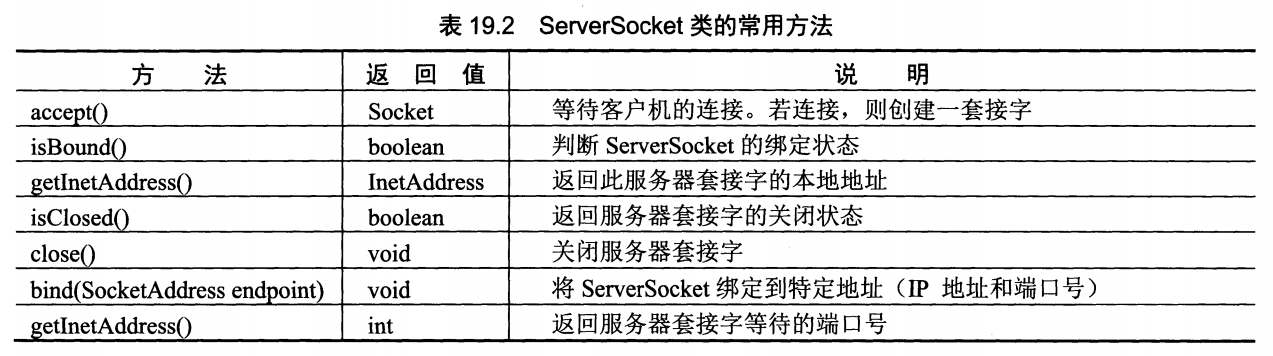 表 19.2 ServerSocket 类的常用方法
方 法 返 回 值 说 明
accept() Socket 等待客户机的连接。若连接，则创建一套接字
isBound() boolean 判断 ServerSocket 的绑定状态
getInetAddress() InetAddress 返回此服务器套接字的本地地址
isClosed() boolean 返回服务器套接字的关闭状态
close() void 关闭服务器套接字
bind(SocketAddress endpoint) void 将 ServerSocket 绑定到特定地址（IP 地址和端口号）
getInetAddress() int 返回服务器套接字等待的端口号